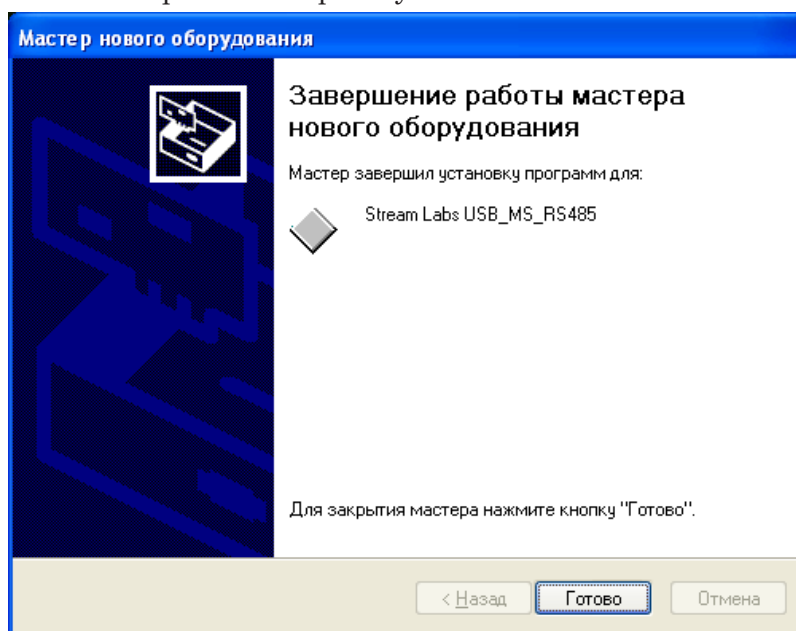 Мастер нового оборудования
Завершение работы мастера
нового оборудования
Мастер завершил установку программ для:
Stream Labs USB_MS_RS485
Для закрытия мастера нажмите кнопку "Готово".
< Назад
Готово
Отмена